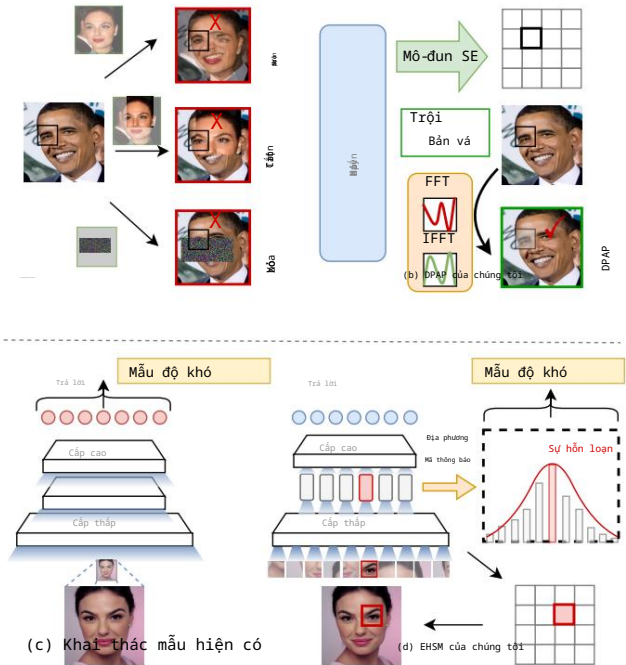 X
X
X
Mô-đun SE
Trội
Bản vá
FFT
IFFT
(b) DPAP của chúng tôi
DPAP
Mẫu độ khó
Trả lời
Cấp cao
Cấp thấp
(c) Khai thác mẫu hiện có
Mẫu độ khó
Trả lời
Cấp cao
Địa phương
Mã thông báo
Cấp thấp
Sự hỗn loạn
(d) EHSM của chúng tôi